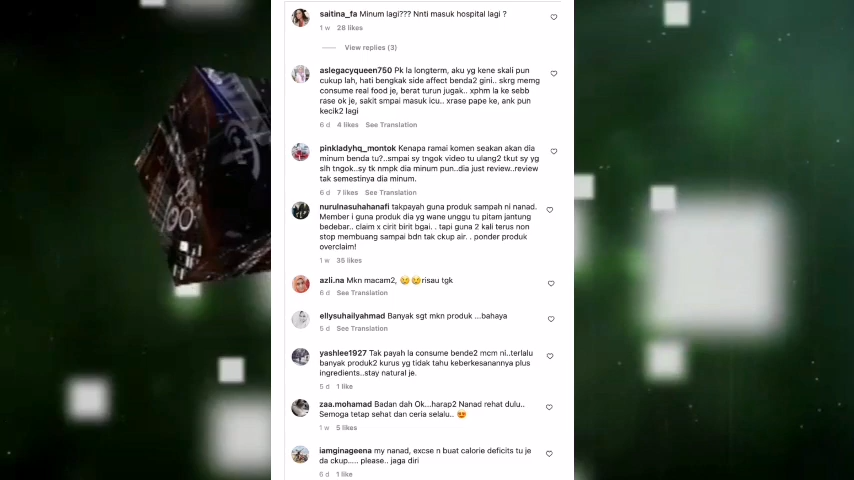 saitina_fa Minum lagi??? Nnti masuk hospital lagi ?
1 w 28 likes
View replies (3)
aslegacyqueen750 Pk la longterm, aku yg kene skali pun
cukup lah, hati bengkak side affect benda2 gini.. skrg memg
consume real food je, berat turun jugak.. xphm la ke sebb
rase ok je, sakit smpai masuk icu.. xrase pape ke, ank pun
kecik2 lagi
6 d 4 likes See Translation
pinkladyhq_montok Kenapa ramai komen seakan akan dia
minum benda tu?..smpai sy tngok video tu ulang2 tkut sy yg
slh tngok..sy tk nmpk dia minum pun..dia just review..review
tak semestinya dia minum.
6 d 7 likes See Translation
nurulnasuhahanafi takpayah guna produk sampah ni nanad.
Member i guna produk dia yg wane unggu tu pitam jantung
bedebar.. claim x cirit birit bgai. . tapi guna 2 kali terus non
stop membuang sampai bdn tak ckup air. . ponder produk
overclaim!
1 w 35 likes
azli.na Mkn macam2, 🥺🥺risau tgk
6 d See Translation
ellysuhailyahmad Banyak sgt mkn produk ...bahaya
5 d See Translation
yashlee1927 Tak payah la consume bende2 mcm ni..terlalu
banyak produk2 kurus yg tidak tahu keberkesanannya plus
ingredients..stay natural je.
5 d 1 like
zaa.mohamad Badan dah Ok...harap2 Nanad rehat dulu..
Semoga tetap sehat dan ceria selalu.. 😍
1 w 5 likes
iamginageena my nanad, excse n buat calorie deficits tu je
da ckup..... please.. jaga diri
6 d 1 like